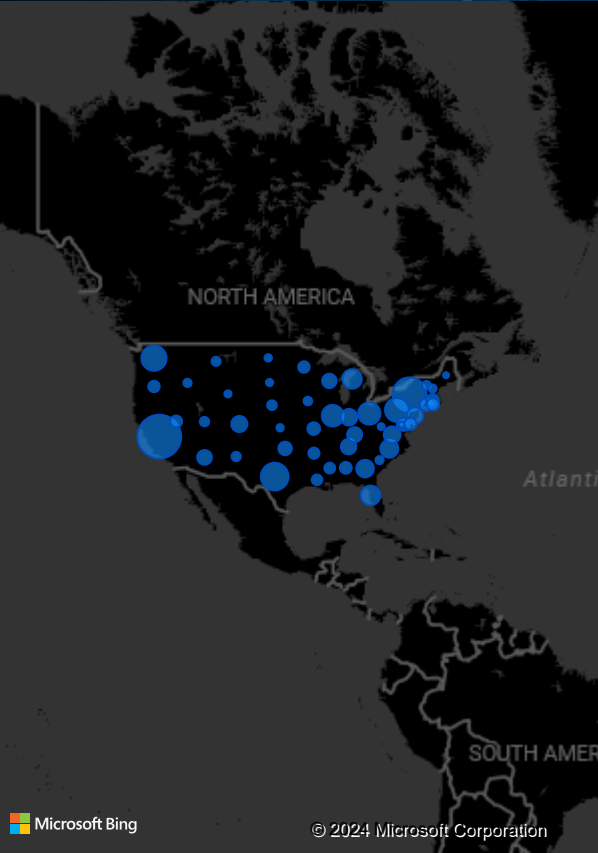 NORTH AMERICA
Atlanti
SOUTH AMER
Microsoft Bing
© 2024 Microsoft Corporation